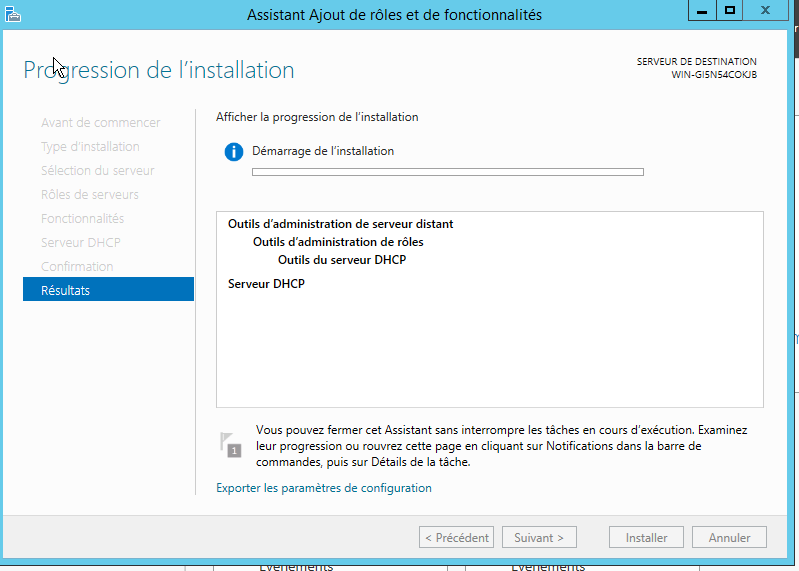 Assistant Ajout de rôles et de fonctionnalités
Progression de l'installation
SERVEUR DE DESTINATION
WIN-GI5N54COKJB
Avant de commencer
Type d'installation
Sélection du serveur
Rôles de serveurs
Fonctionnalités
Serveur DHCP
Confirmation
Résultats
Afficher la progression de l'installation
Démarrage de l'installation
Outils d'administration de serveur distant
Outils d'administration de rôles
Outils du serveur DHCP
Serveur DHCP
1
Vous pouvez fermer cet Assistant sans interrompre les tâches en cours d'exécution. Examinez
leur progression ou rouvrez cette page en cliquant sur Notifications dans la barre de
commandes, puis sur Détails de la tâche.
Exporter les paramètres de configuration
< Précédent
Suivant >
Installer
Annuler
Événements
Événements